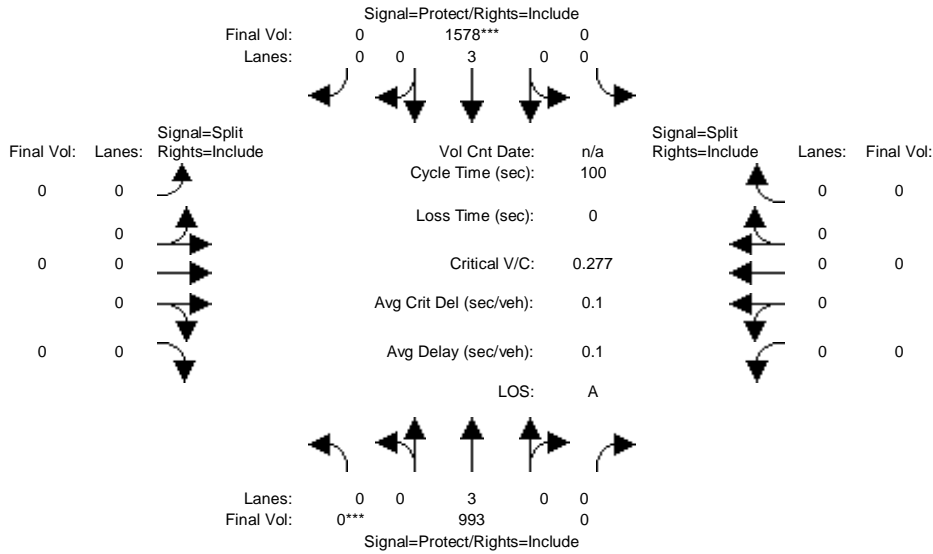 Signal=Protect/Rights=Include
Final Vol: 0 1578*** 0
Lanes: 0 0 3 0 0
Signal=Split
Final Vol: Lanes: Rights=Include
Vol Cnt Date: n/a
Signal=Split
Rights=Include Lanes: Final Vol:
Cycle Time (sec): 100
0 0
0 0
Loss Time (sec): 0
0
0
0 0
Critical V/C: 0.277
0 0
0
Avg Crit Del (sec/veh): 0.1
0
0 0
Avg Delay (sec/veh): 0.1
0 0
LOS: A
Lanes: 0 0 3 0 0
Final Vol: 0*** 993 0
Signal=Protect/Rights=Include